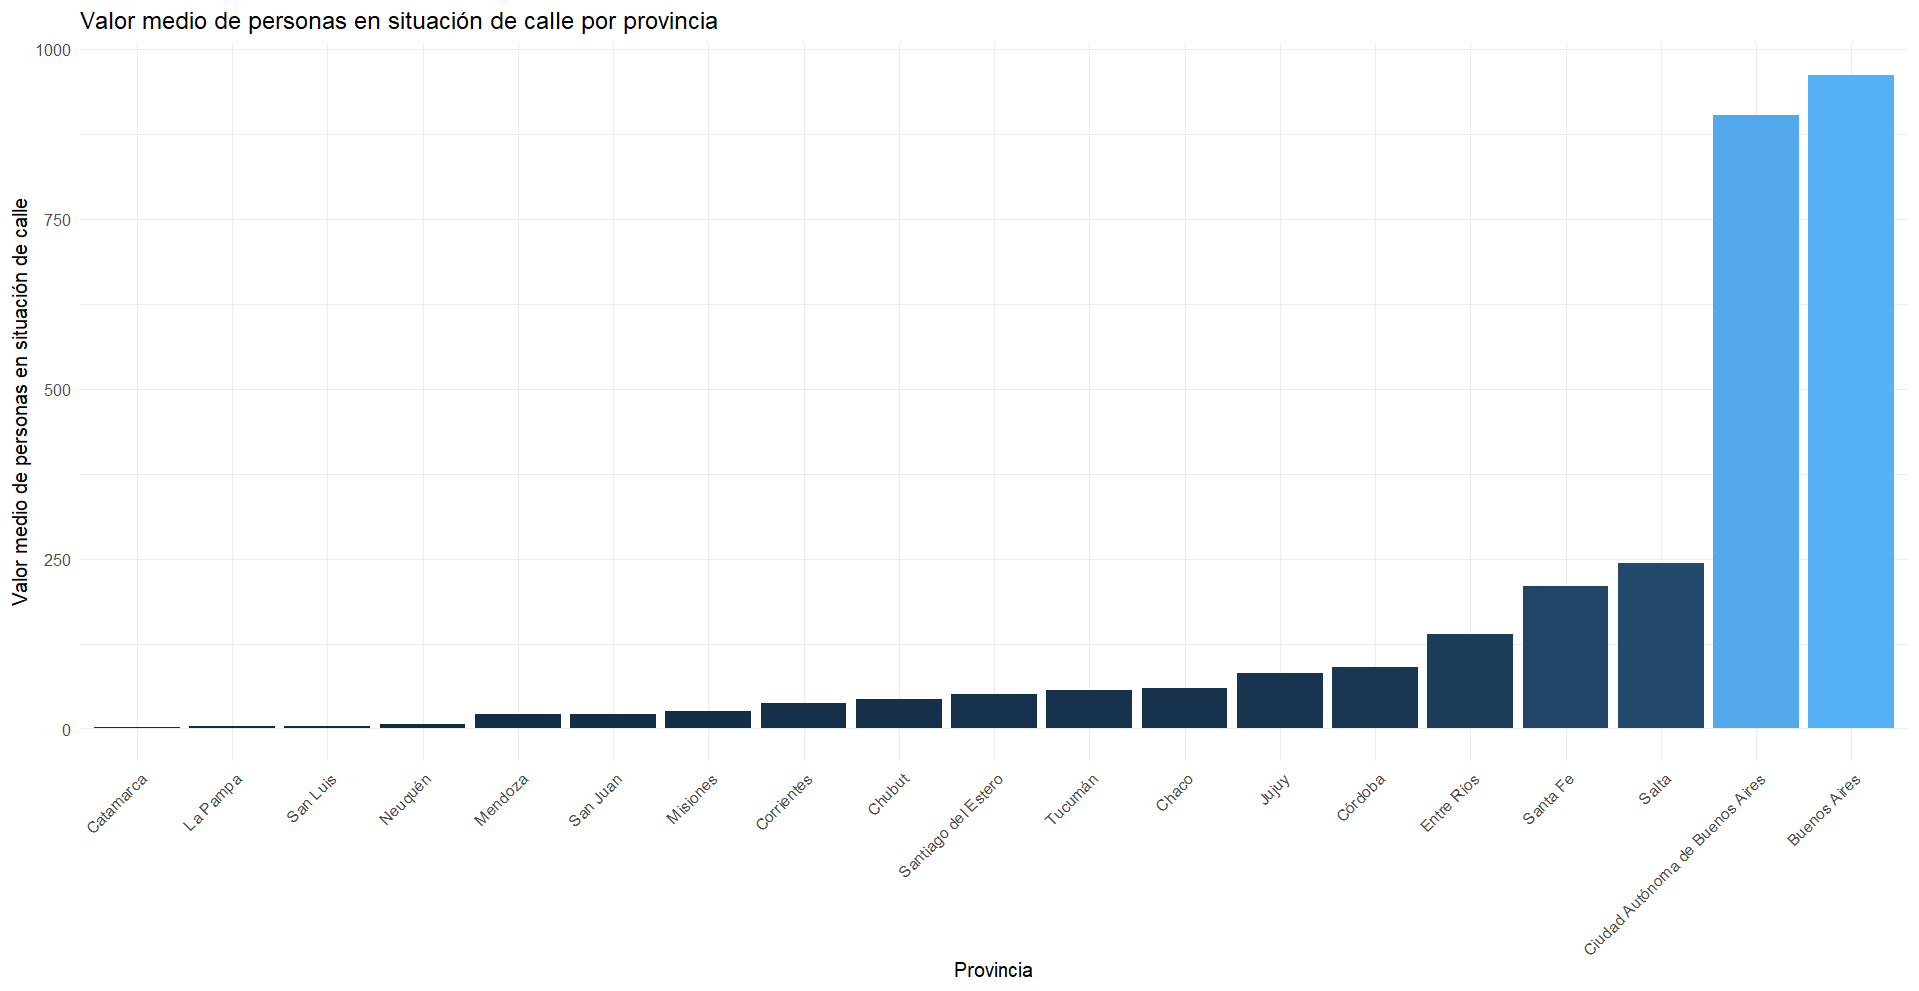 Valor medio de personas en situación de calle por provincia
Valor medio de personas en situación de calle
1000
750
500
250
0
Catamarca
La Pampa
San Luis
Neuquén
Mendoza
San Juan
Misiones
Corrientes
Chubut
Santiago del Estero
Tucumán
Chaco
Jujuy
Córdoba
Entre Rios
Santa Fe
Salta
Ciudad Autónoma de Buenos Aires
Buenos Aires
Provincia